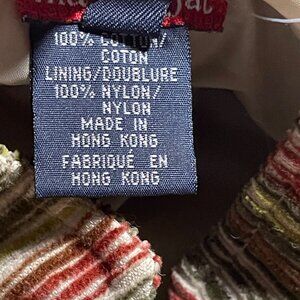 100% COTTON/
COTON
LINING/DOUBLURE
100% NYLON/
NYLON
MADE IN
HONG KONG
FABRIQUÉ EN
HONG KONG